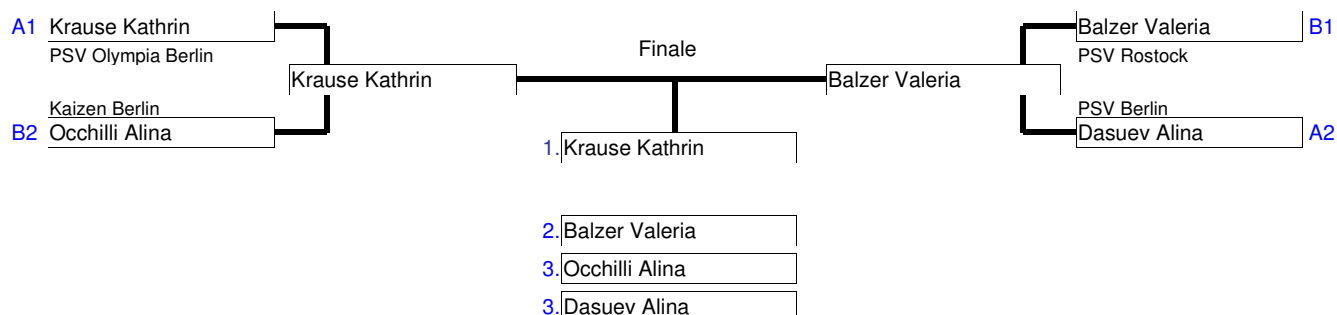 A1 Krause Kathrin
PSV Olympia Berlin
Krause Kathrin
Kaizen Berlin
B2 Occhilli Alina
Finale
Balzer Valeria B1
PSV Rostock
Balzer Valeria
PSV Berlin
Dasuev Alina A2
1. Krause Kathrin
2. Balzer Valeria
3. Occhilli Alina
3. Dasuev Alina